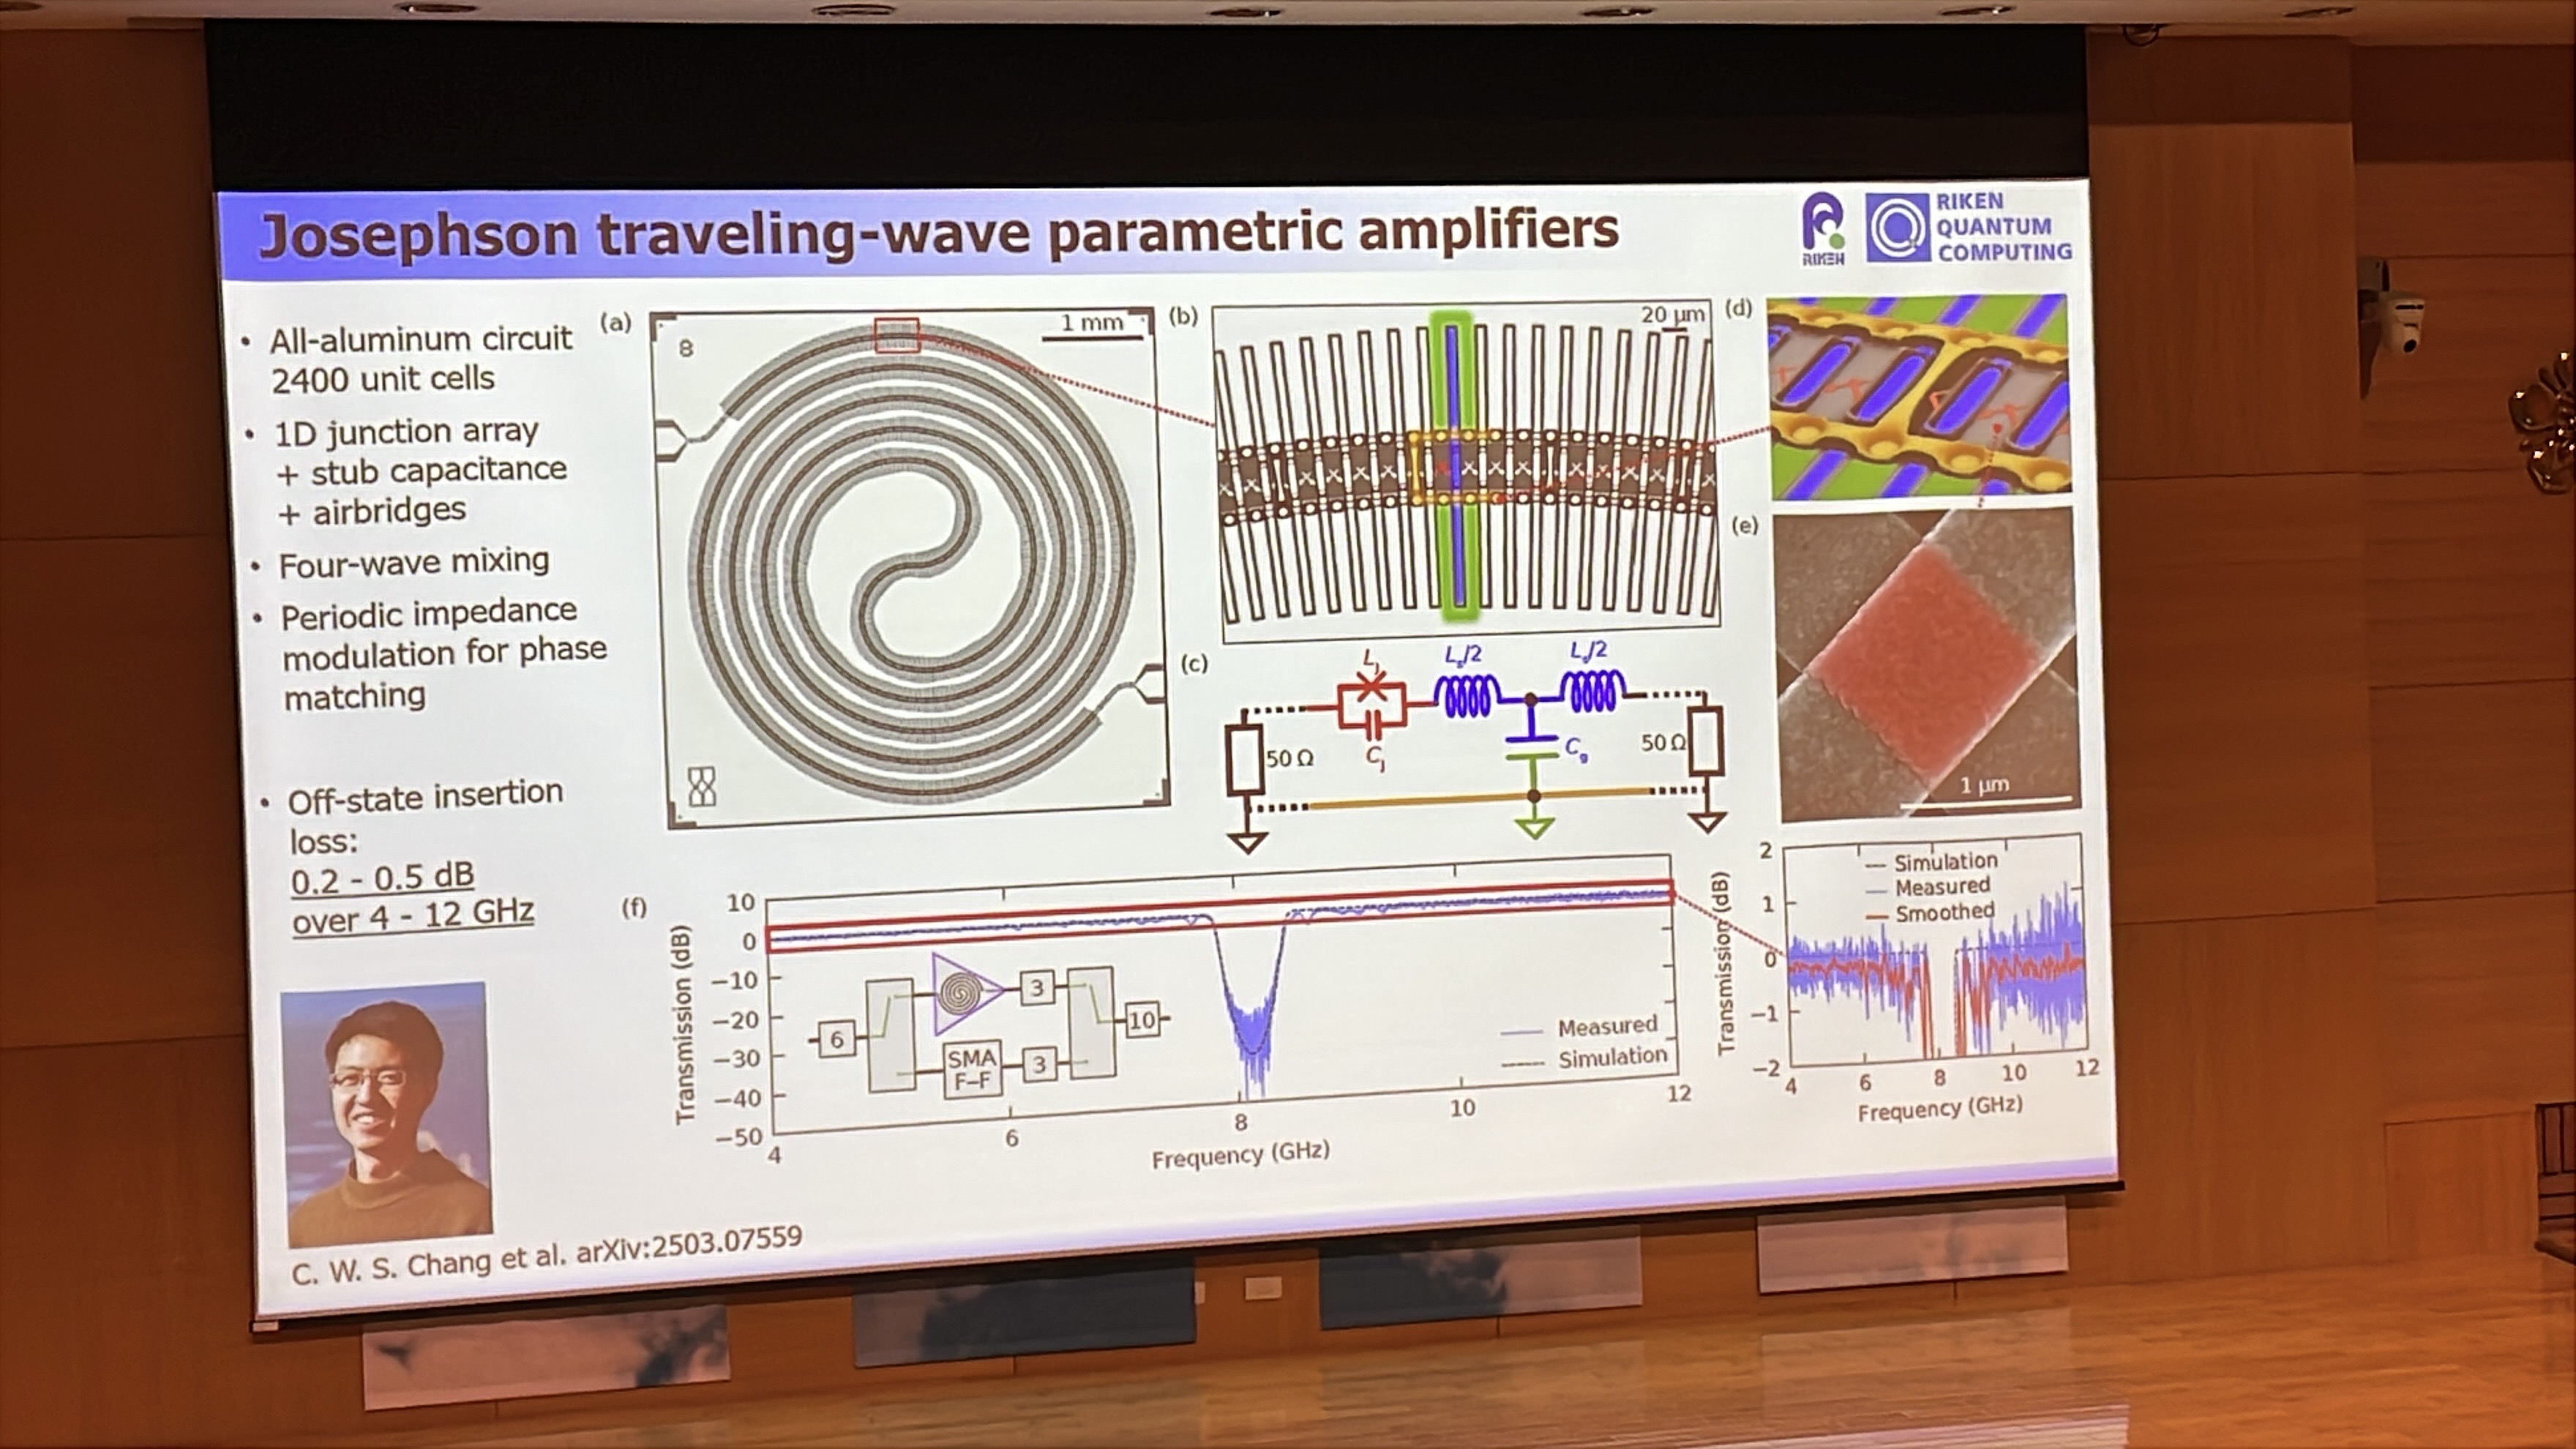 Josephson traveling-wave parametric amplifiers
RIKEN
RIKEN
QUANTUM
COMPUTING
• All-aluminum circuit
2400 unit cells
• 1D junction array
+ stub capacitance
+ airbridges
• Four-wave mixing
• Periodic impedance
modulation for phase
matching
• Off-state insertion
loss:
0.2 - 0.5 dB
over 4 - 12 GHz
(a)
8
1 mm
(b)
20 µm
(c)
L_J
L_s/2
L_s/2
50 Ω
C_J
C_g
50 Ω
(d)
(e)
1 µm
(f)
Transmission (dB)
10
0
−10
−20
−30
−40
−50
6
3
SMA
F–F
3
10
Measured
Simulation
4
6
8
10
12
Frequency (GHz)
Transmission (dB)
2
1
0
−1
−2
Simulation
Measured
Smoothed
4
6
8
10
12
Frequency (GHz)
C. W. S. Chang et al. arXiv:2503.07559